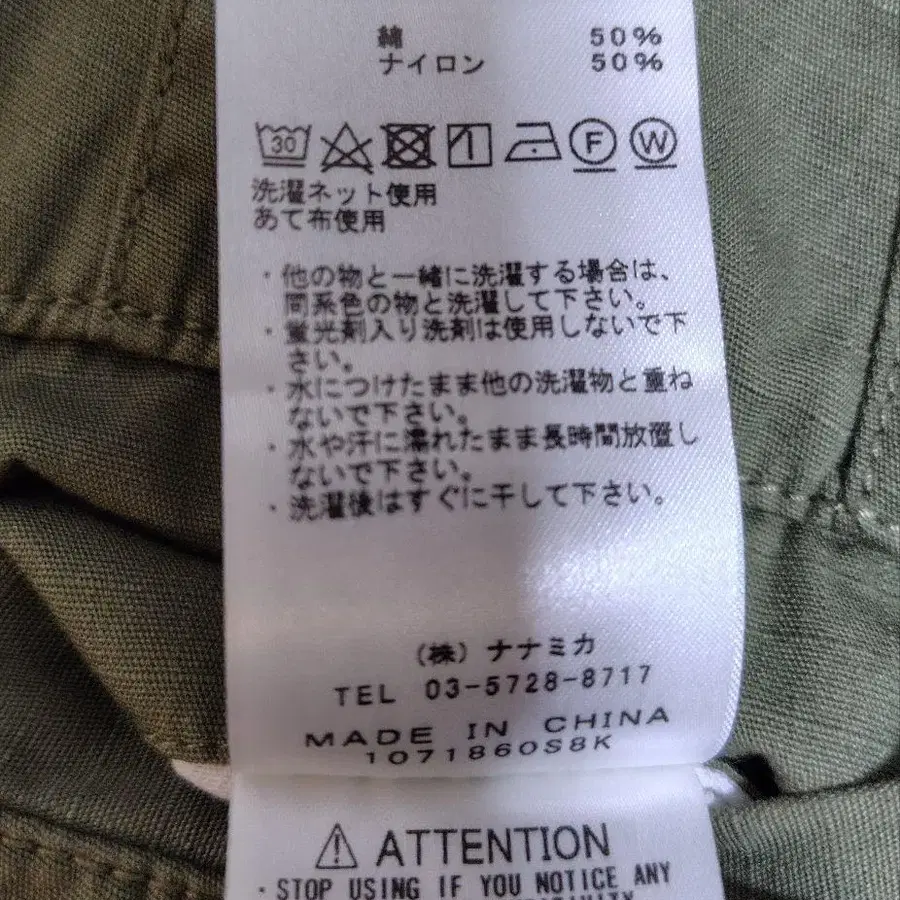 綿 50%
ナイロン 50%
30 F W
洗濯ネット使用
あて布使用
・他の物と一緒に洗濯する場合は、
同系色の物と洗濯して下さい。
・蛍光剤入り洗剤は使用しないで下
さい。
・水につけたまま他の洗濯物と重ね
ないで下さい。
・水や汗に濡れたまま長時間放置し
ないで下さい。
・洗濯後はすぐに干して下さい。
(株) ナナミカ
TEL 03-5728-8717
MADE IN CHINA
1071860S8K
ATTENTION
・STOP USING IF YOU NOTICE ANY